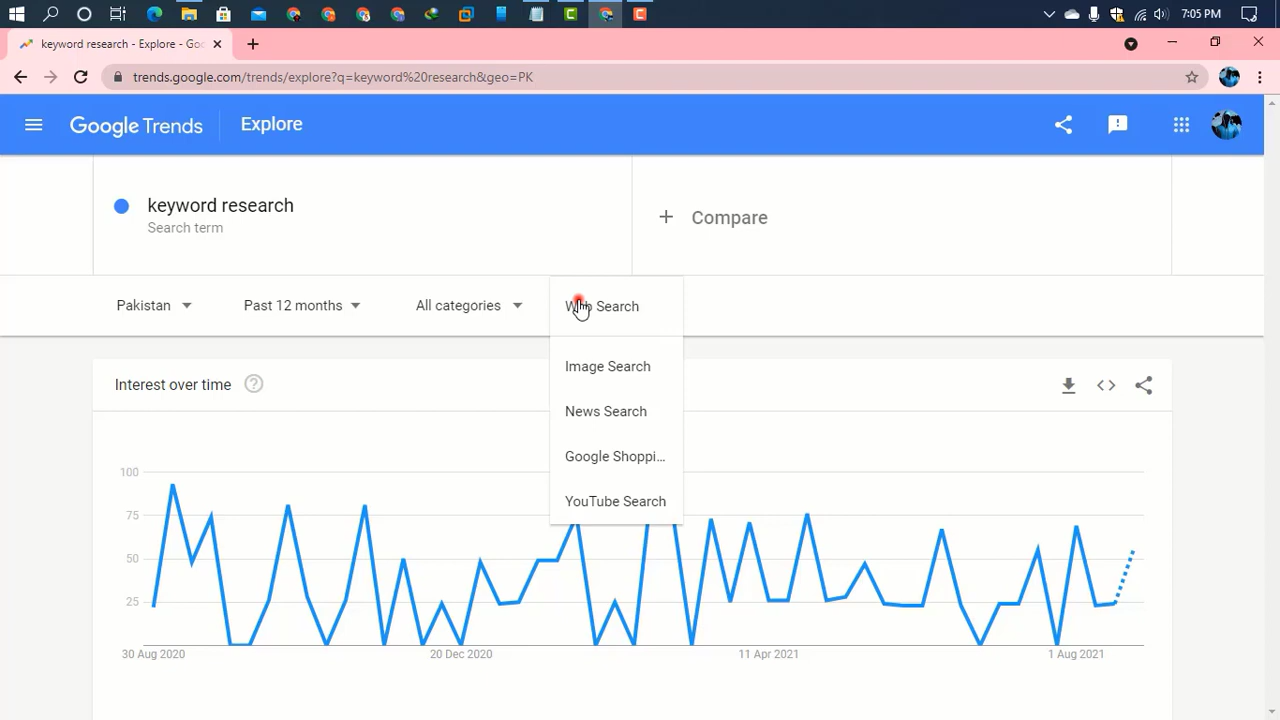 7:05 PM
keyword research - Explore - Goo
trends.google.com/trends/explore?q=keyword%20research&geo=PK
Google Trends
Explore
keyword research
Search term
+ Compare
Pakistan
Past 12 months
All categories
Web Search
Image Search
News Search
Google Shoppi...
YouTube Search
Interest over time
100
75
50
25
30 Aug 2020
20 Dec 2020
11 Apr 2021
1 Aug 2021